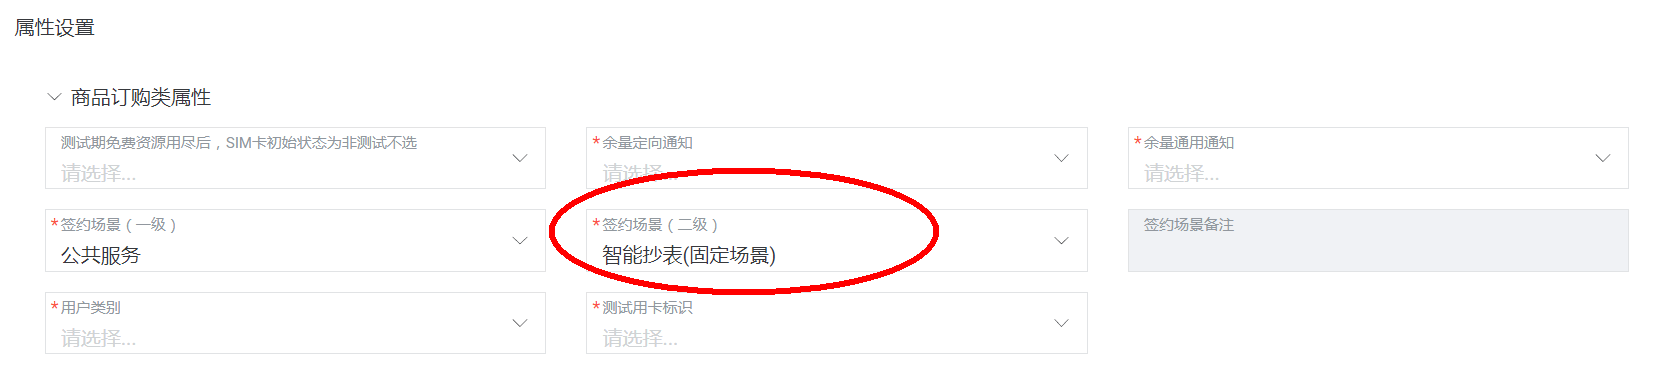 属性设置
商品订购类属性
测试期免费资源用尽后，SIM卡初始状态为非测试不选
请选择...
*余量定向通知
请选择...
*余量通用通知
请选择...
*签约场景（一级）
公共服务
*签约场景（二级）
智能抄表(固定场景)
签约场景备注
*用户类别
请选择...
*测试用卡标识
请选择...